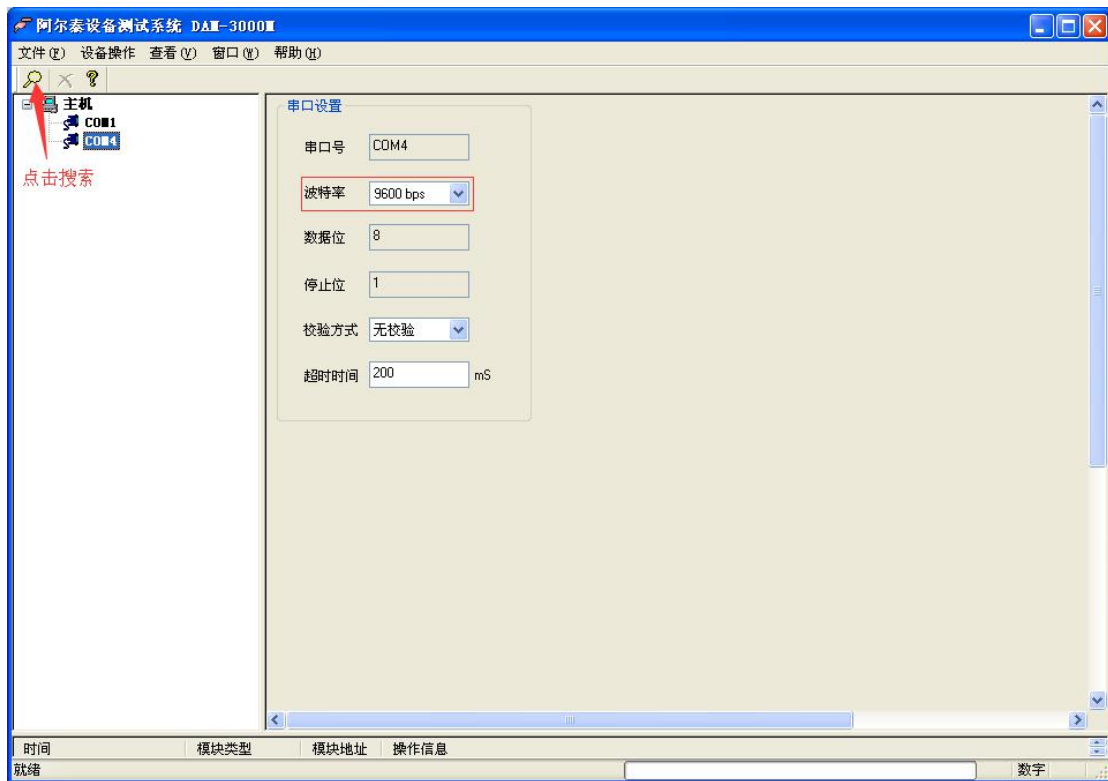 阿尔泰设备测试系统 DAM-3000M
文件(F) 设备操作 查看(V) 窗口(W) 帮助(H)
主机
COM1
COM4
点击搜索
串口设置
串口号 COM4
波特率 9600 bps
数据位 8
停止位 1
校验方式 无校验
超时时间 200 mS
时间 模块类型 模块地址 操作信息
就绪 数字